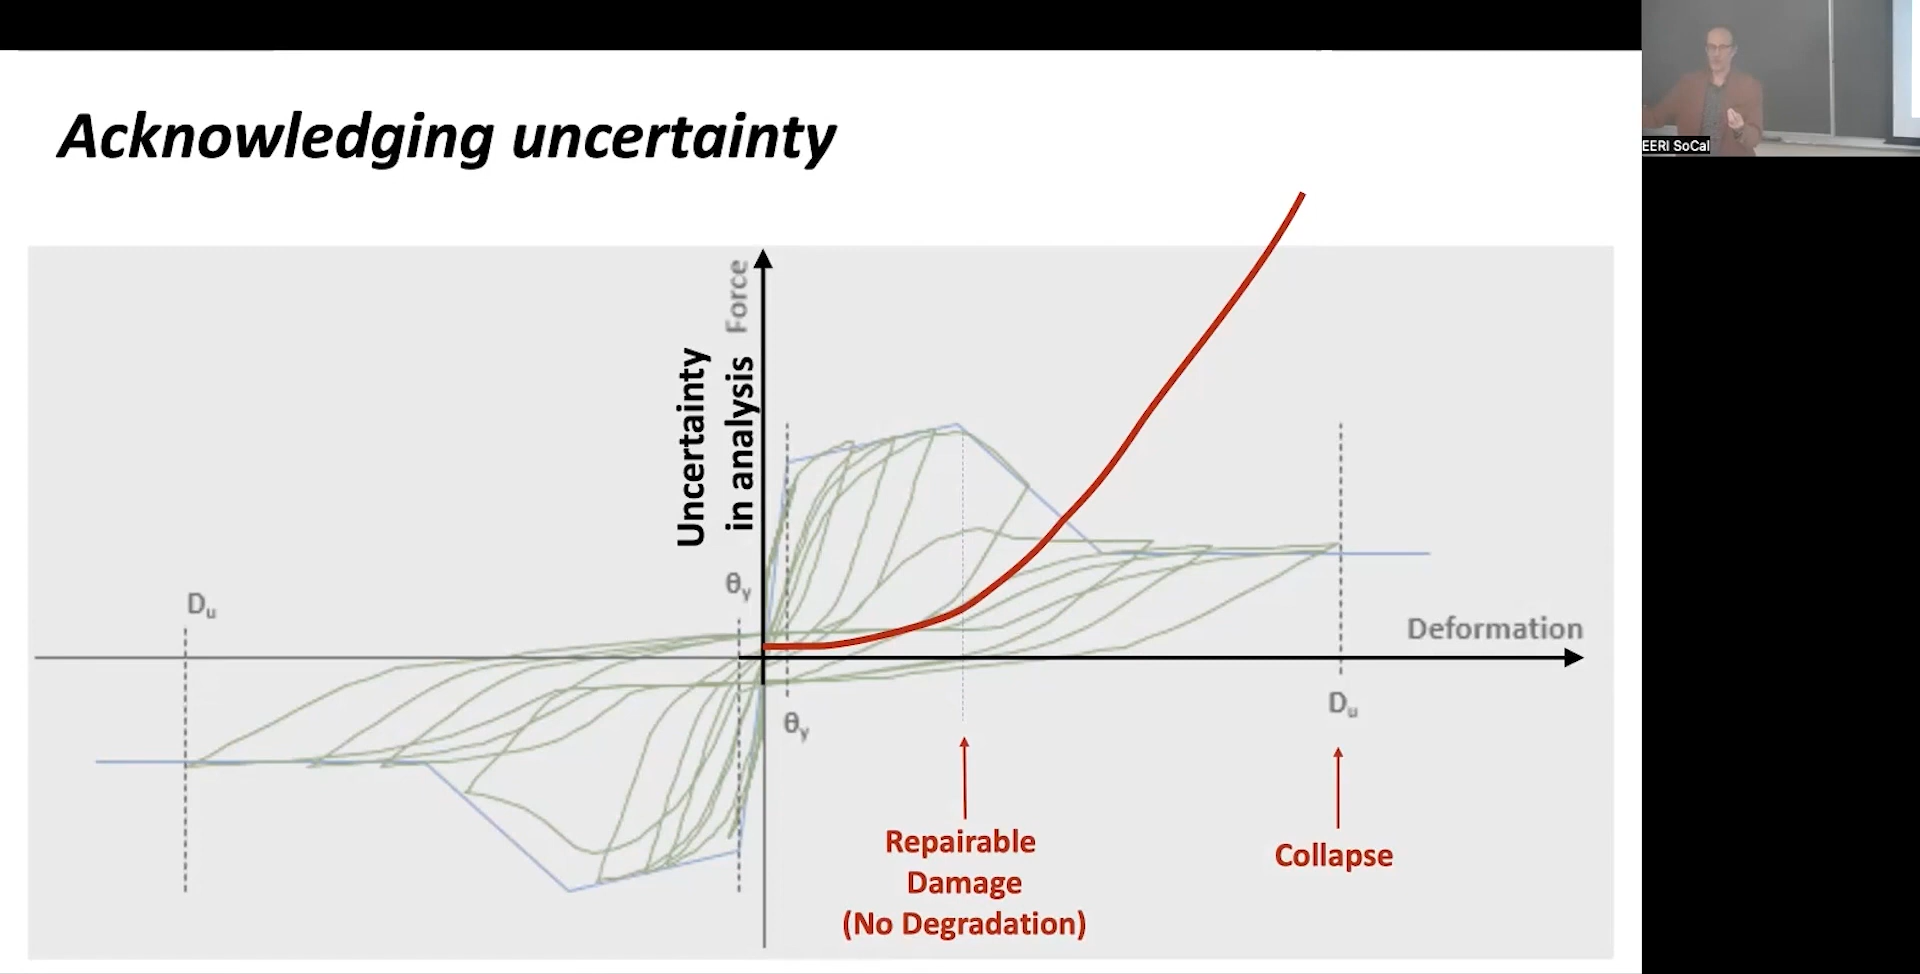 Acknowledging uncertainty
EERI SoCal
Force
Uncertainty
in analysis
θy
Du
Deformation
θy
Du
Repairable
Damage
(No Degradation)
Collapse